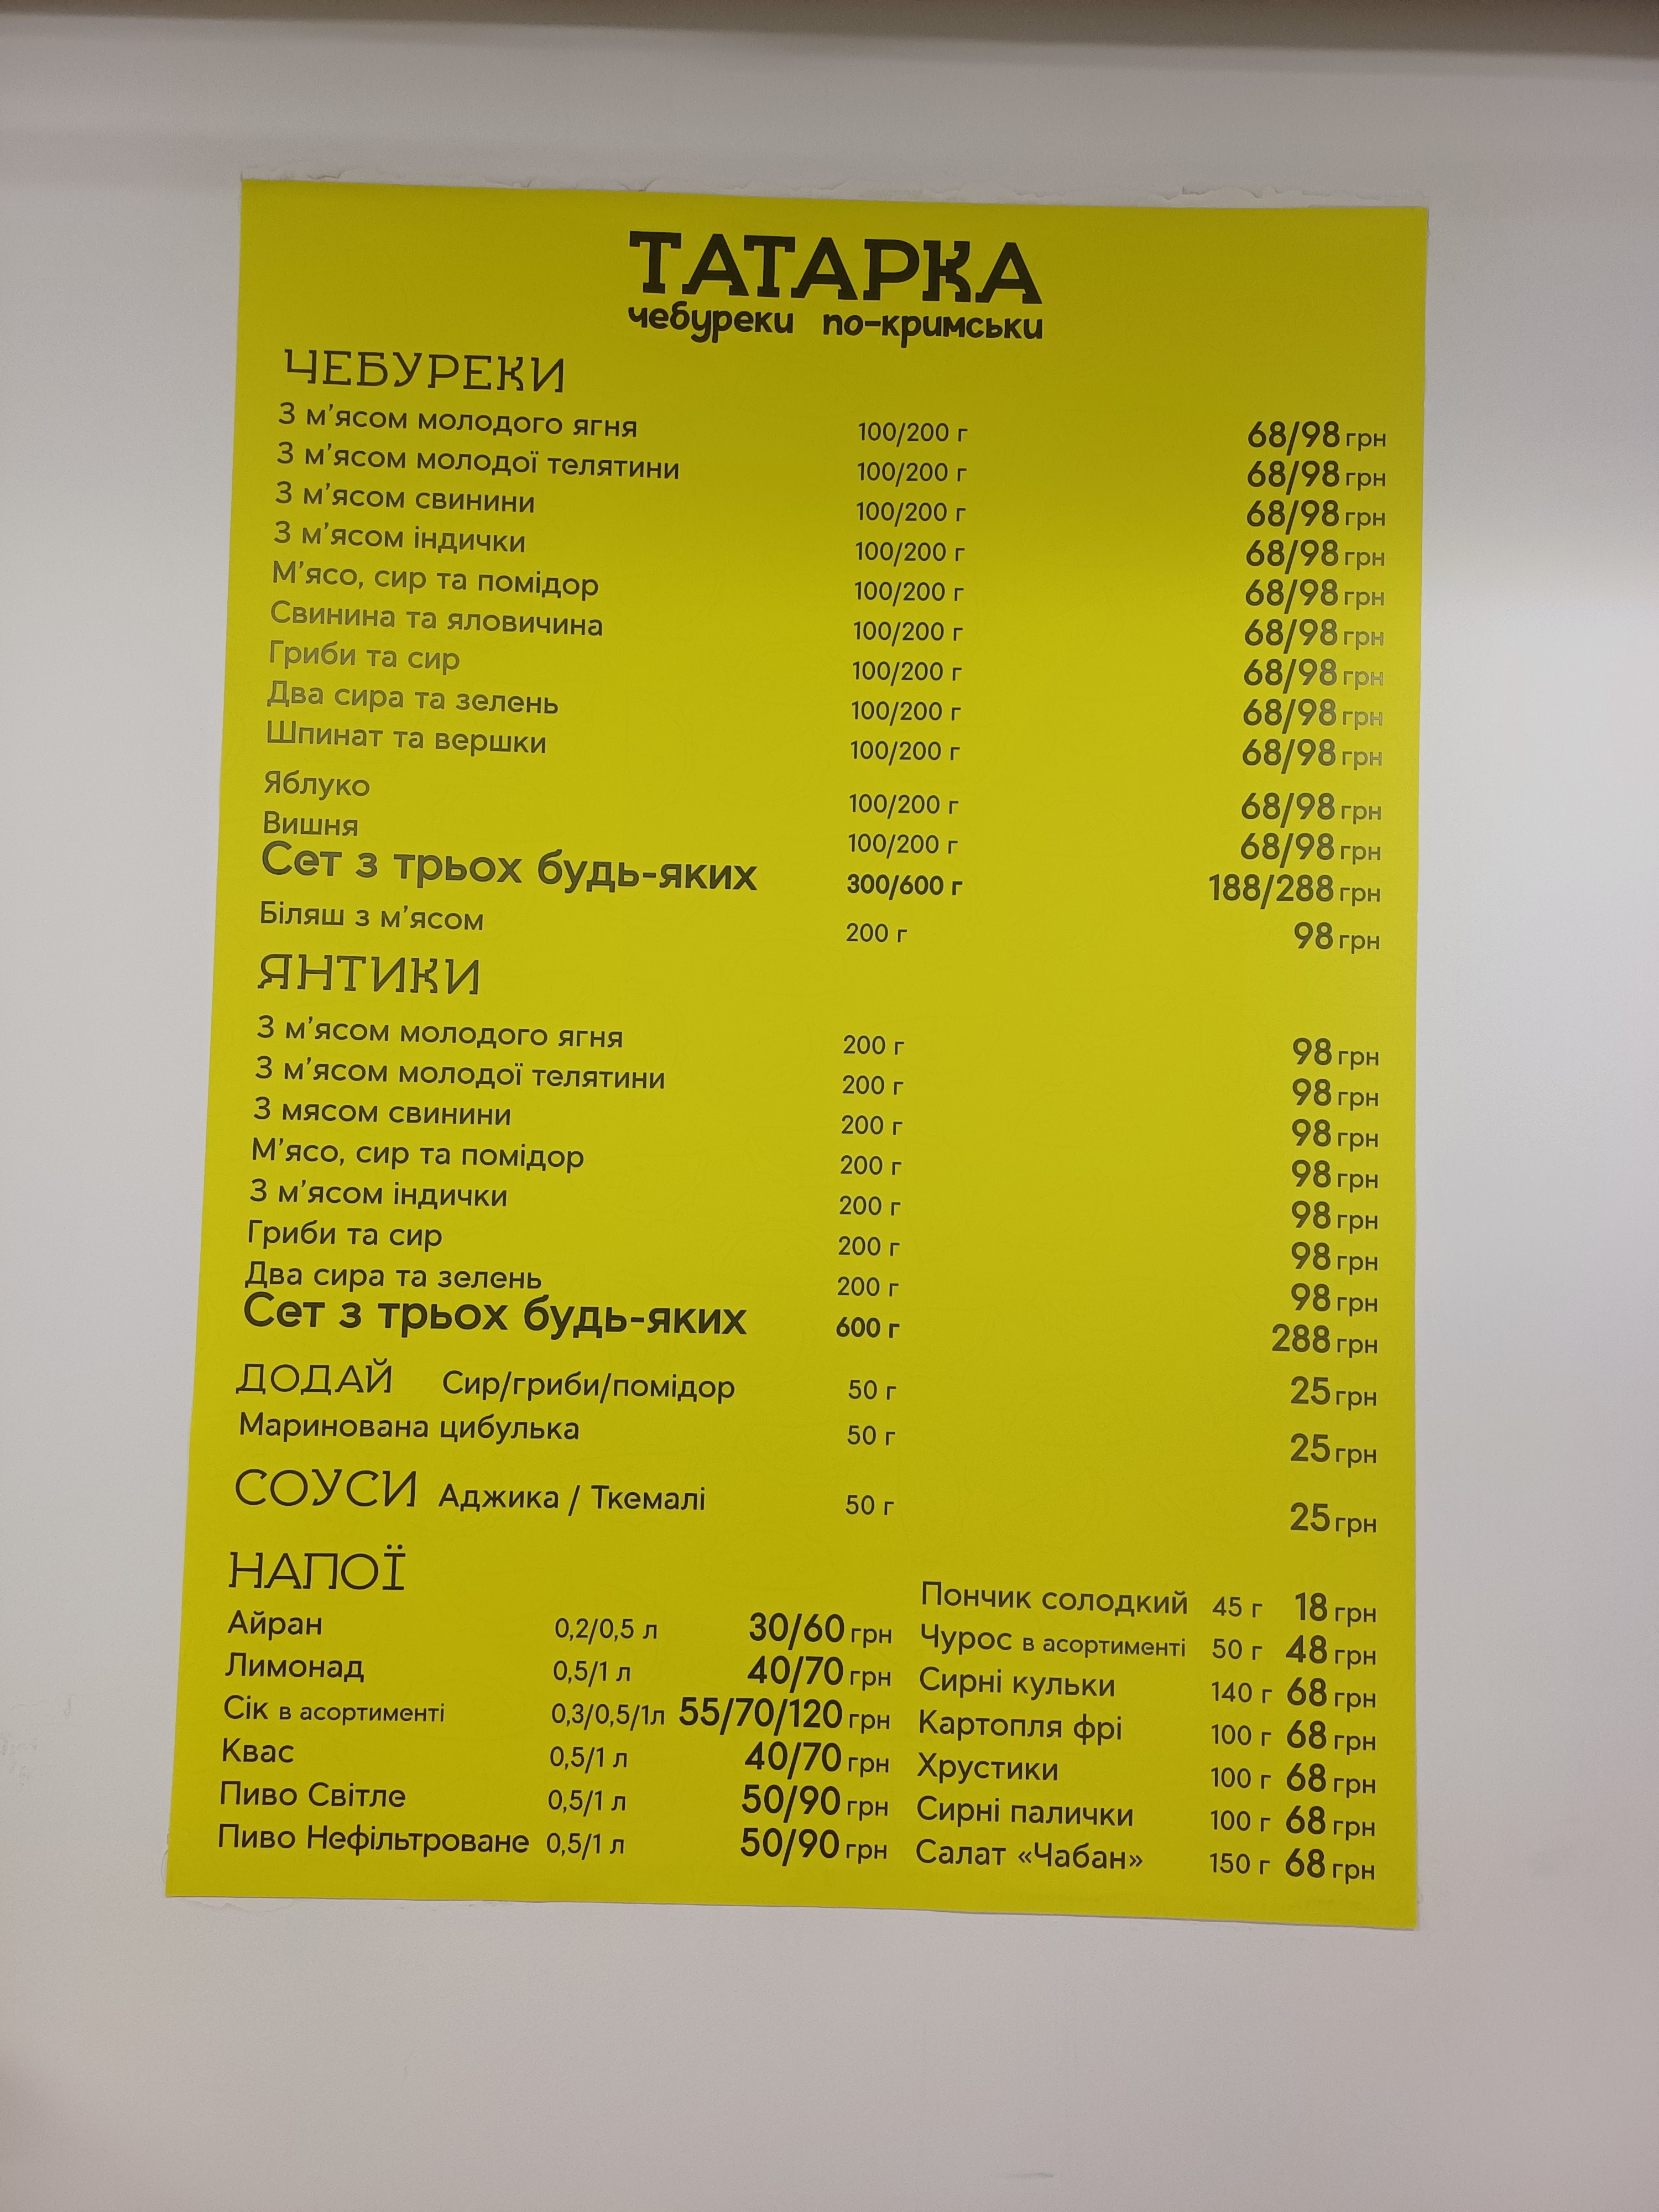 ТАТАРКА
чебуреки по-кримськи
ЧЕБУРЕКИ
З м’ясом молодого ягня 100/200 г 68/98 грн
З м’ясом молодої телятини 100/200 г 68/98 грн
З м’ясом свинини 100/200 г 68/98 грн
З м’ясом індички 100/200 г 68/98 грн
М’ясо, сир та помідор 100/200 г 68/98 грн
Свинина та яловичина 100/200 г 68/98 грн
Гриби та сир 100/200 г 68/98 грн
Два сира та зелень 100/200 г 68/98 грн
Шпинат та вершки 100/200 г 68/98 грн
Яблуко 100/200 г 68/98 грн
Вишня 100/200 г 68/98 грн
Сет з трьох будь-яких 300/600 г 188/288 грн
Біляш з м’ясом 200 г 98 грн
ЯНТИКИ
З м’ясом молодого ягня 200 г 98 грн
З м’ясом молодої телятини 200 г 98 грн
З мясом свинини 200 г 98 грн
М’ясо, сир та помідор 200 г 98 грн
З м’ясом індички 200 г 98 грн
Гриби та сир 200 г 98 грн
Два сира та зелень 200 г 98 грн
Сет з трьох будь-яких 600 г 288 грн
ДОДАЙ Сир/гриби/помідор 50 г 25 грн
Маринована цибулька 50 г 25 грн
СОУСИ Аджика / Ткемалі 50 г 25 грн
НАПОЇ
Айран 0,2/0,5 л 30/60 грн
Лимонад 0,5/1 л 40/70 грн
Сік в асортименті 0,3/0,5/1л 55/70/120 грн
Квас 0,5/1 л 40/70 грн
Пиво Світле 0,5/1 л 50/90 грн
Пиво Нефільтроване 0,5/1 л 50/90 грн
Пончик солодкий 45 г 18 грн
Чурос в асортименті 50 г 48 грн
Сирні кульки 140 г 68 грн
Картопля фрі 100 г 68 грн
Хрустики 100 г 68 грн
Сирні палички 100 г 68 грн
Салат «Чабан» 150 г 68 грн